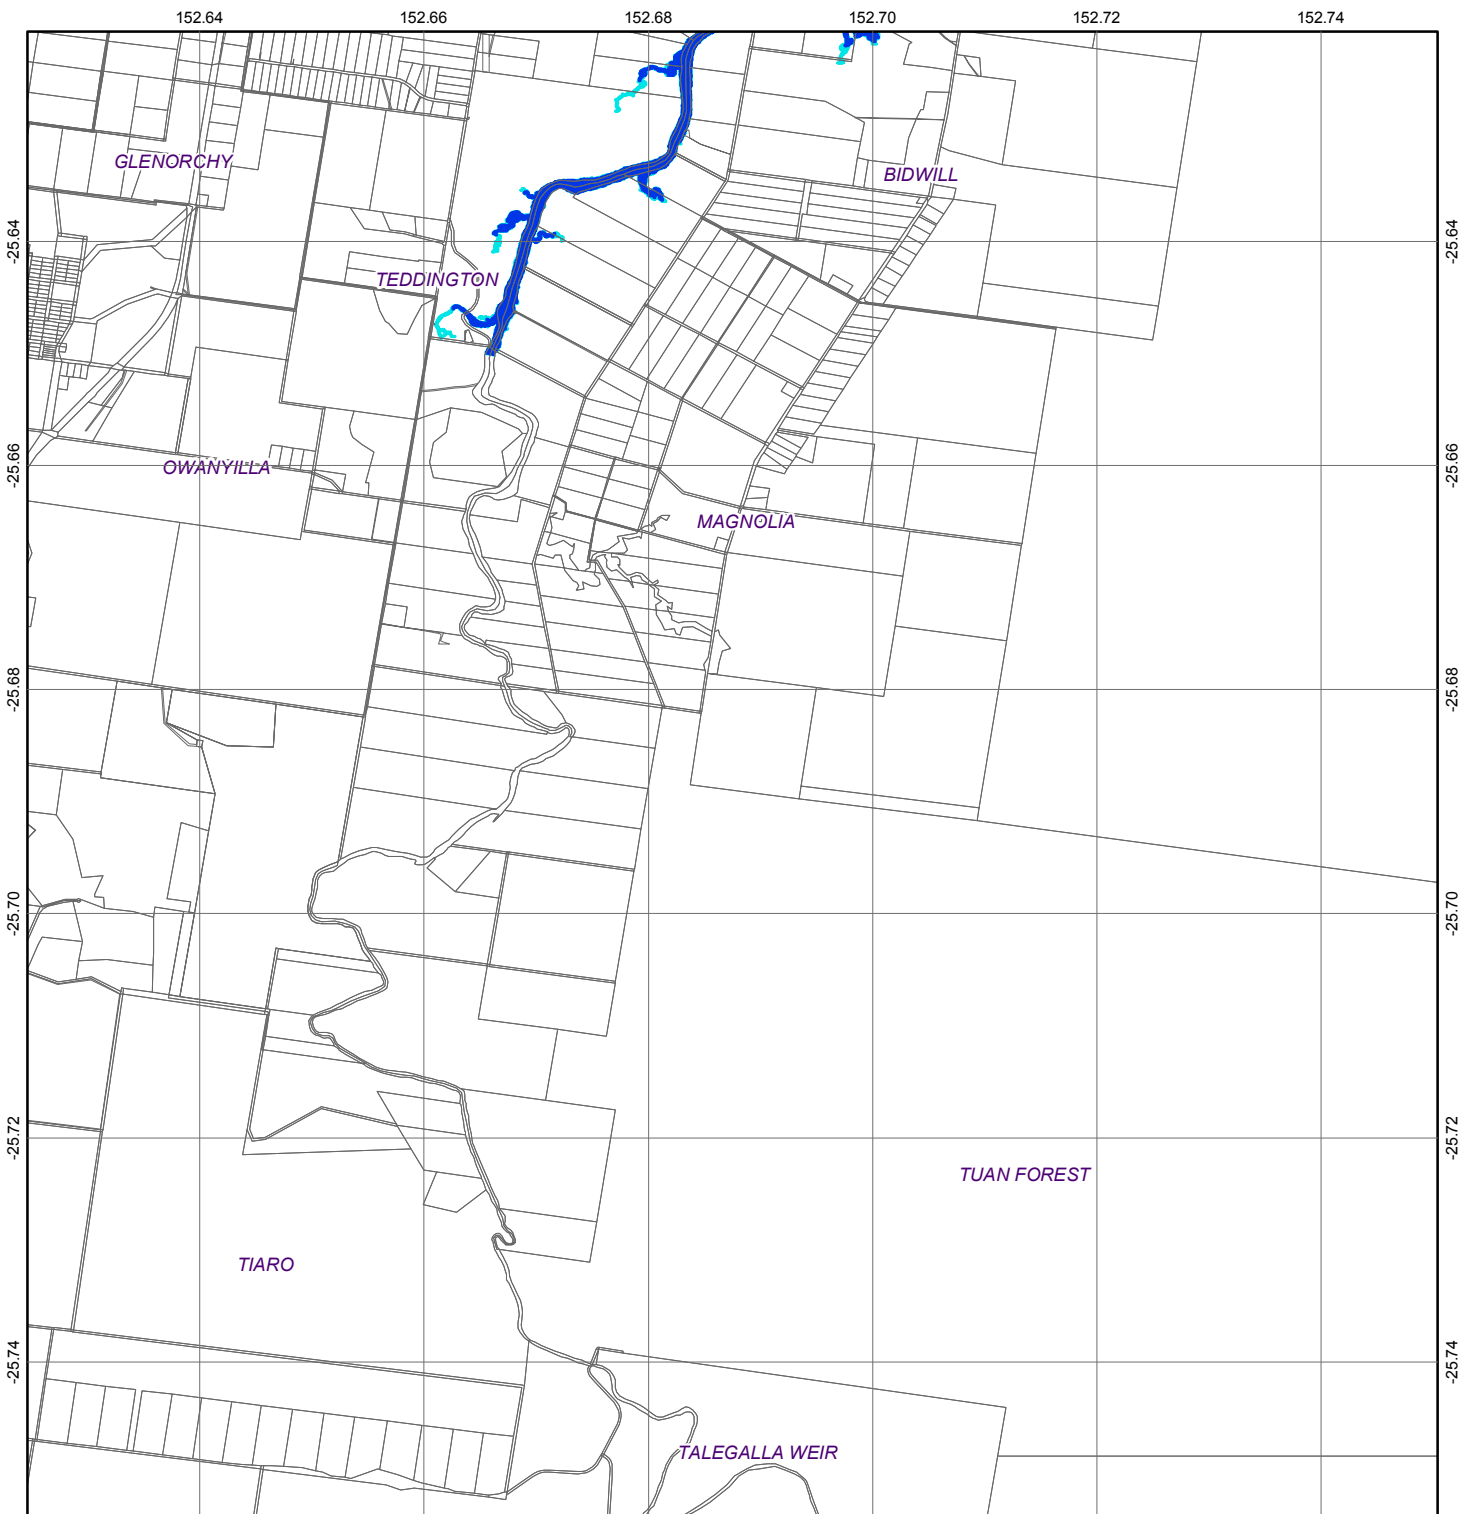 152.64 152.66 152.68 152.70 152.72 152.74
GLENORCHY
BIDWILL
-25.64 -25.64
TEDDINGTON
-25.66 -25.66
OWANYILLA
MAGNOLIA
-25.68 -25.68
-25.70 -25.70
-25.72 -25.72
TUAN FOREST
TIARO
-25.74 -25.74
TALEGALLA WEIR